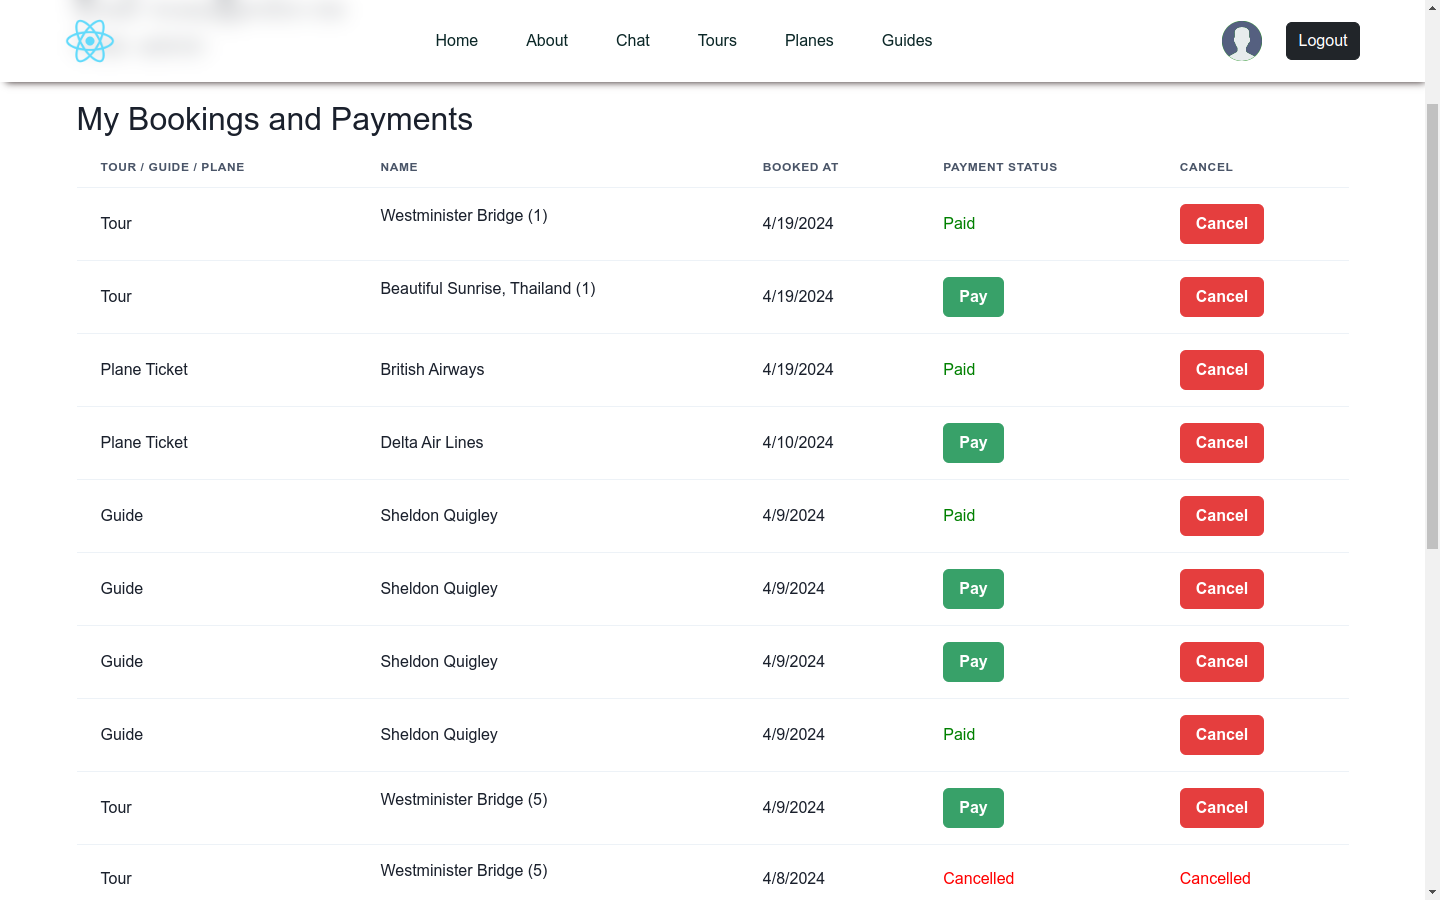 Home About Chat Tours Planes Guides Logout
My Bookings and Payments
TOUR / GUIDE / PLANE NAME BOOKED AT PAYMENT STATUS CANCEL
Tour Westminister Bridge (1) 4/19/2024 Paid Cancel
Tour Beautiful Sunrise, Thailand (1) 4/19/2024 Pay Cancel
Plane Ticket British Airways 4/19/2024 Paid Cancel
Plane Ticket Delta Air Lines 4/10/2024 Pay Cancel
Guide Sheldon Quigley 4/9/2024 Paid Cancel
Guide Sheldon Quigley 4/9/2024 Pay Cancel
Guide Sheldon Quigley 4/9/2024 Pay Cancel
Guide Sheldon Quigley 4/9/2024 Paid Cancel
Tour Westminister Bridge (5) 4/9/2024 Pay Cancel
Tour Westminister Bridge (5) 4/8/2024 Cancelled Cancelled